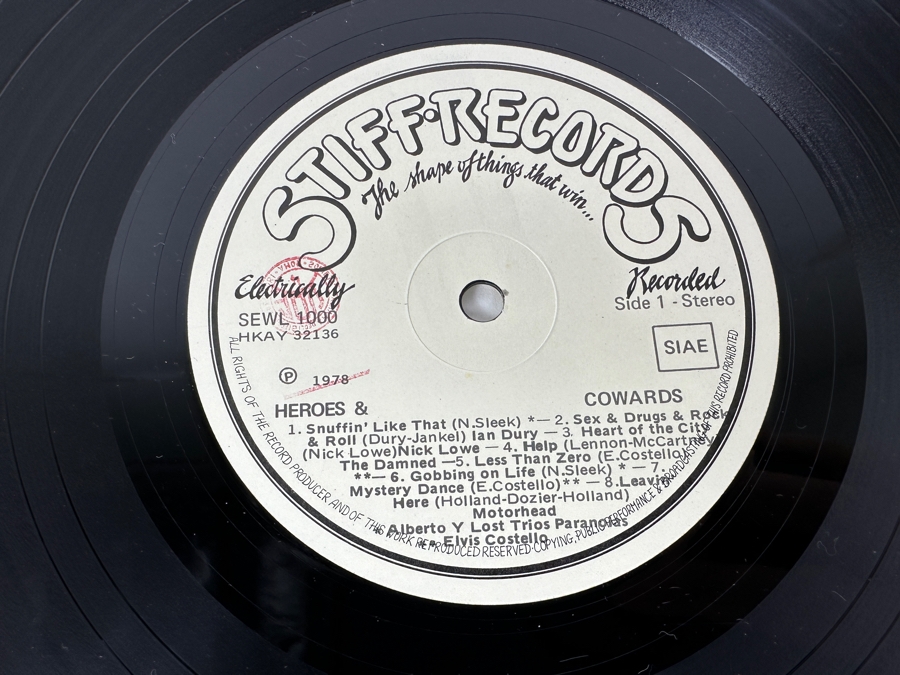 STIFF·RECORDS
The shape of things that win...
Electrically Recorded
SEWL 1000
HKAY 32136
Side 1 - Stereo
SIAE
℗ 1978
HEROES & COWARDS
1. Snuffin' Like That (N.Sleek) *— 2. Sex & Drugs & Rock
& Roll (Dury-Jankel) Ian Dury — 3. Heart of the City
(Nick Lowe)Nick Lowe — 4. Help (Lennon-McCartney)
The Damned —5. Less Than Zero (E.Costello)
**— 6. Gobbing on Life (N.Sleek) * — 7.
Mystery Dance (E.Costello)** — 8.Leavin
Here (Holland-Dozier-Holland)
Motorhead
* Alberto Y Lost Trios Paranoias
** Elvis Costello
ALL RIGHTS OF THE RECORD PRODUCER AND OF THIS WORK REPRODUCED RESERVED·COPYING, PUBLIC PERFORMANCE & BROADCASTING OF THIS RECORD PROHIBITED